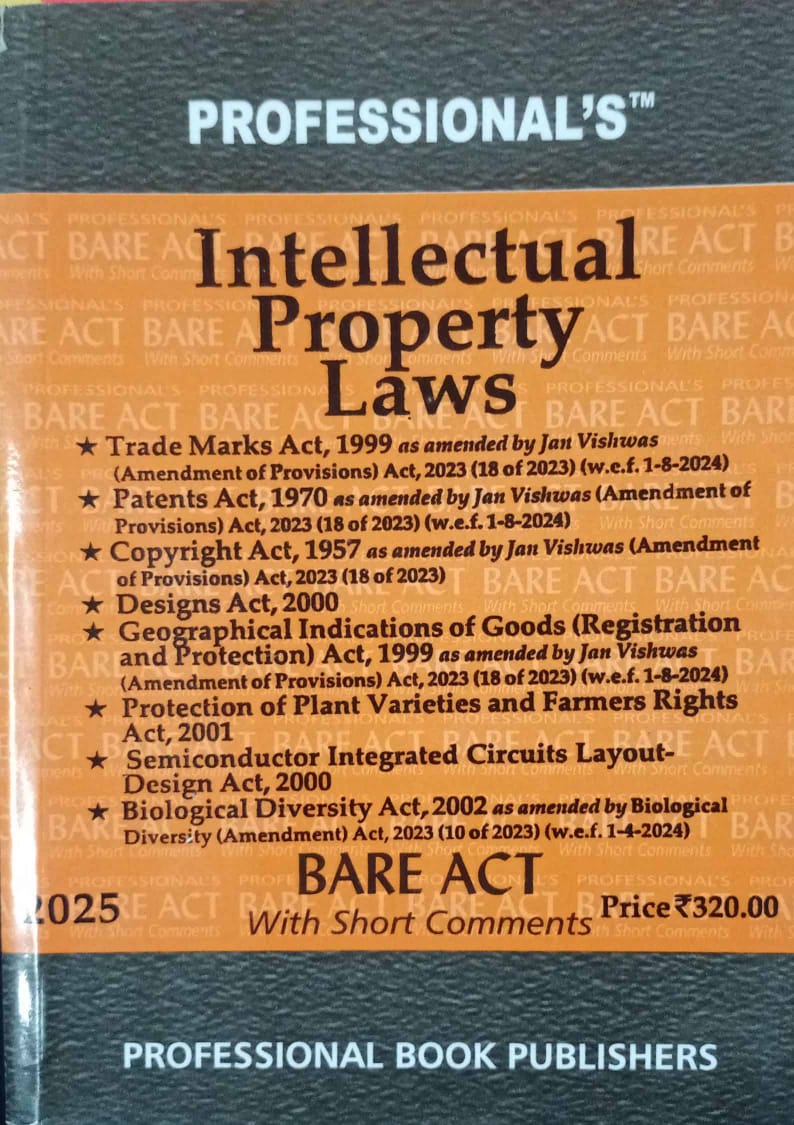 PROFESSIONAL'S™
Intellectual
Property
Laws
★ Trade Marks Act, 1999 as amended by Jan Vishwas
(Amendment of Provisions) Act, 2023 (18 of 2023) (w.e.f. 1-8-2024)
★ Patents Act, 1970 as amended by Jan Vishwas (Amendment of
Provisions) Act, 2023 (18 of 2023) (w.e.f. 1-8-2024)
★ Copyright Act, 1957 as amended by Jan Vishwas (Amendment
of Provisions) Act, 2023 (18 of 2023)
★ Designs Act, 2000
★ Geographical Indications of Goods (Registration
and Protection) Act, 1999 as amended by Jan Vishwas
(Amendment of Provisions) Act, 2023 (18 of 2023) (w.e.f. 1-8-2024)
★ Protection of Plant Varieties and Farmers Rights
Act, 2001
★ Semiconductor Integrated Circuits Layout-
Design Act, 2000
★ Biological Diversity Act, 2002 as amended by Biological
Diversity (Amendment) Act, 2023 (10 of 2023) (w.e.f. 1-4-2024)
BARE ACT
2025 With Short Comments Price ₹320.00
PROFESSIONAL BOOK PUBLISHERS